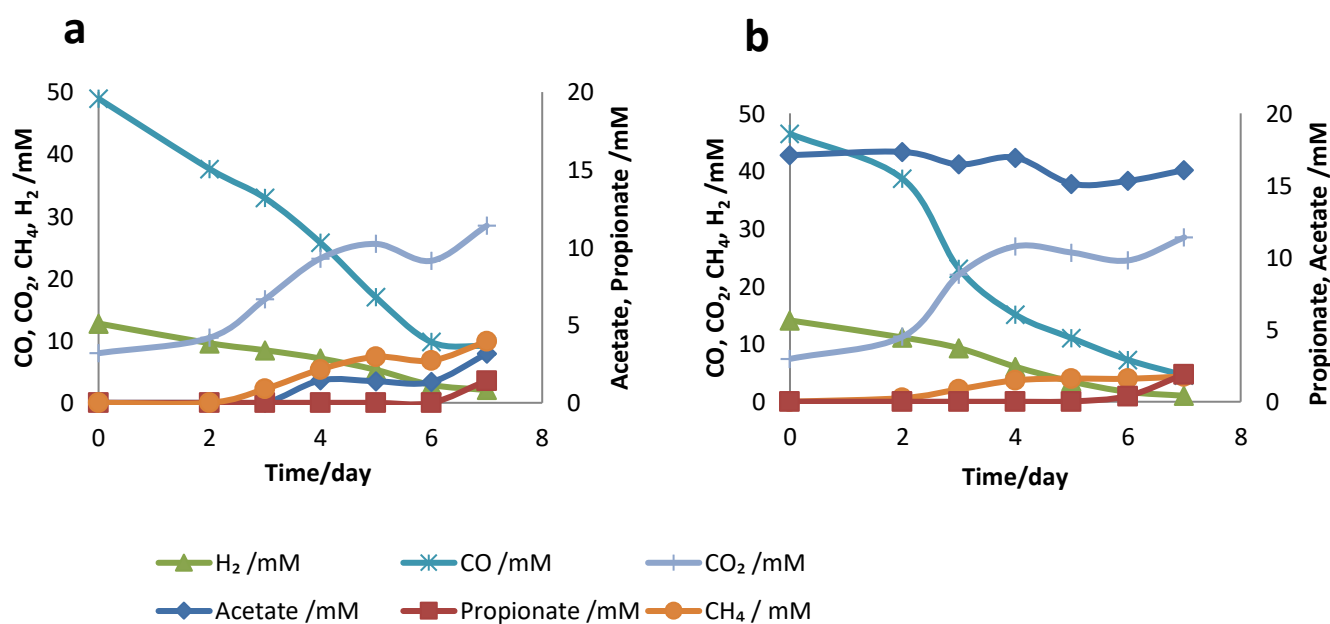 a
50
40
30
20
10
0
CO, CO₂, CH₄, H₂ /mM
20
15
10
5
0
Acetate, Propionate /mM
0 2 4 6 8
Time/day
b
50
40
30
20
10
0
CO, CO₂, CH₄, H₂ /mM
20
15
10
5
0
Propionate, Acetate /mM
0 2 4 6 8
Time/day
H₂ /mM CO /mM CO₂ /mM
Acetate /mM Propionate /mM CH₄ / mM